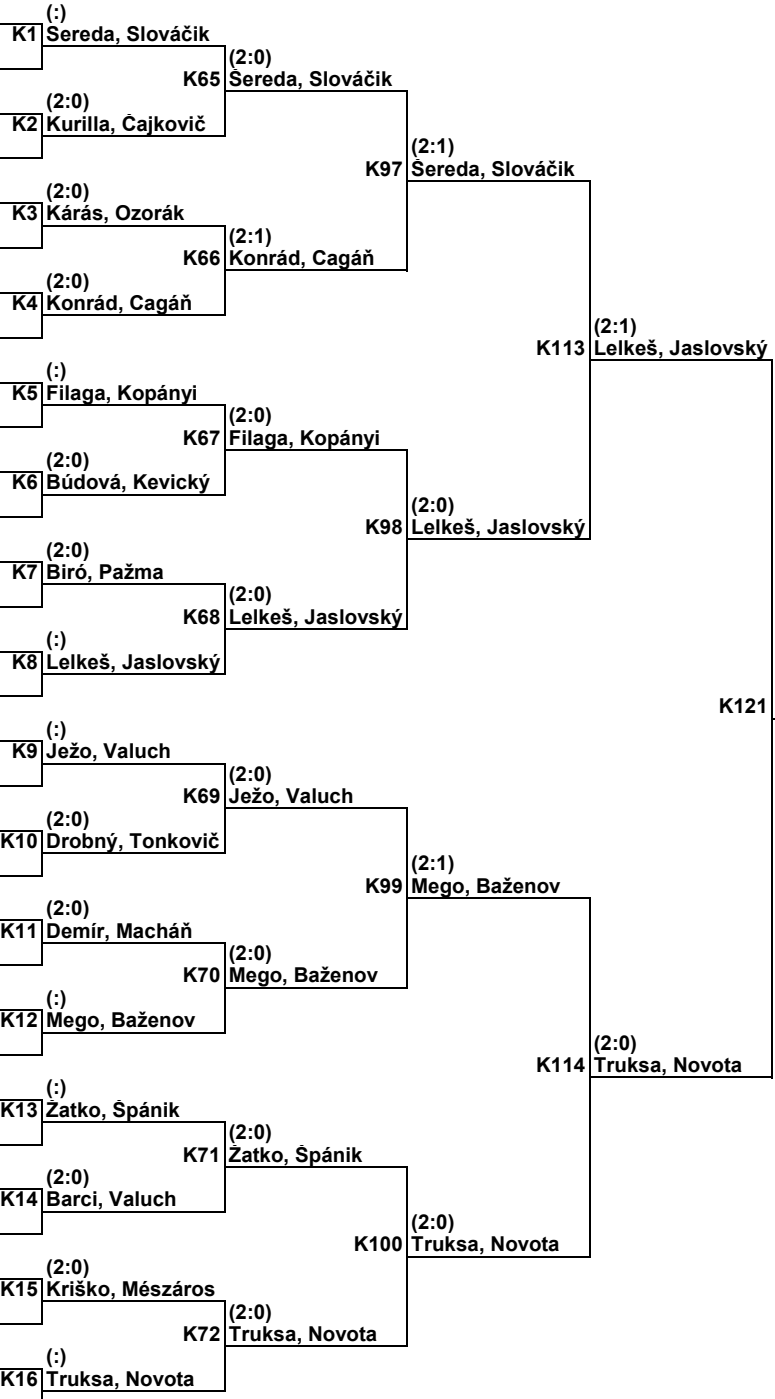 (:)
K1 Šereda, Slováčik
(2:0)
K65 Šereda, Slováčik
(2:0)
K2 Kurilla, Čajkovič
(2:1)
K97 Šereda, Slováčik
(2:0)
K3 Kárás, Ozorák
(2:1)
K66 Konrád, Cagáň
(2:0)
K4 Konrád, Cagáň
(2:1)
K113 Lelkeš, Jaslovský
(:)
K5 Filaga, Kopányi
(2:0)
K67 Filaga, Kopányi
(2:0)
K6 Búdová, Kevický
(2:0)
K98 Lelkeš, Jaslovský
(2:0)
K7 Biró, Pažma
(2:0)
K68 Lelkeš, Jaslovský
(:)
K8 Lelkeš, Jaslovský
K121
(:)
K9 Ježo, Valuch
(2:0)
K69 Ježo, Valuch
(2:0)
K10 Drobný, Tonkovič
(2:1)
K99 Mego, Baženov
(2:0)
K11 Demír, Macháň
(2:0)
K70 Mego, Baženov
(:)
K12 Mego, Baženov
(2:0)
K114 Truksa, Novota
(:)
K13 Žatko, Špánik
(2:0)
K71 Žatko, Špánik
(2:0)
K14 Barci, Valuch
(2:0)
K100 Truksa, Novota
(2:0)
K15 Kriško, Mészáros
(2:0)
K72 Truksa, Novota
(:)
K16 Truksa, Novota